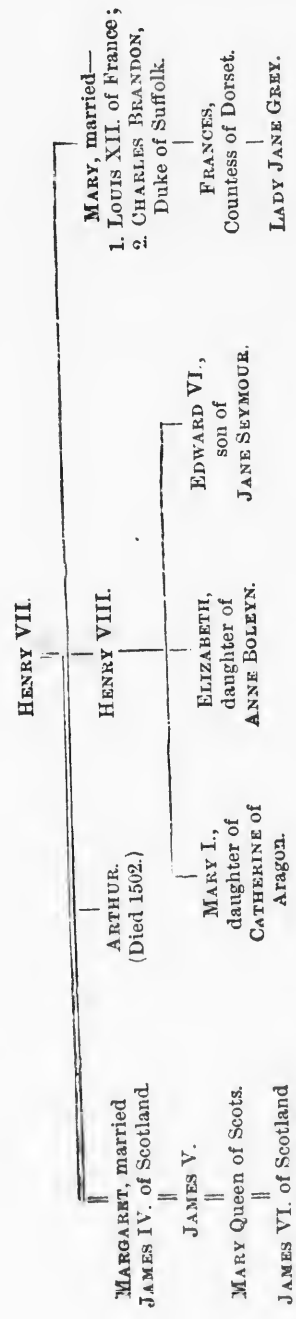 HENRY VII.
MARGARET, married
JAMES IV. of Scotland.
JAMES V.
MARY Queen of Scots.
JAMES VI. of Scotland
ARTHUR.
(Died 1502.)
HENRY VIII.
MARY I.,
daughter of
CATHERINE of
Aragon.
ELIZABETH,
daughter of
ANNE BOLEYN.
EDWARD VI.,
son of
JANE SEYMOUR.
MARY, married—
1. LOUIS XII. of France;
2. CHARLES BRANDON,
Duke of Suffolk.
FRANCES,
Countess of Dorset.
LADY JANE GREY.